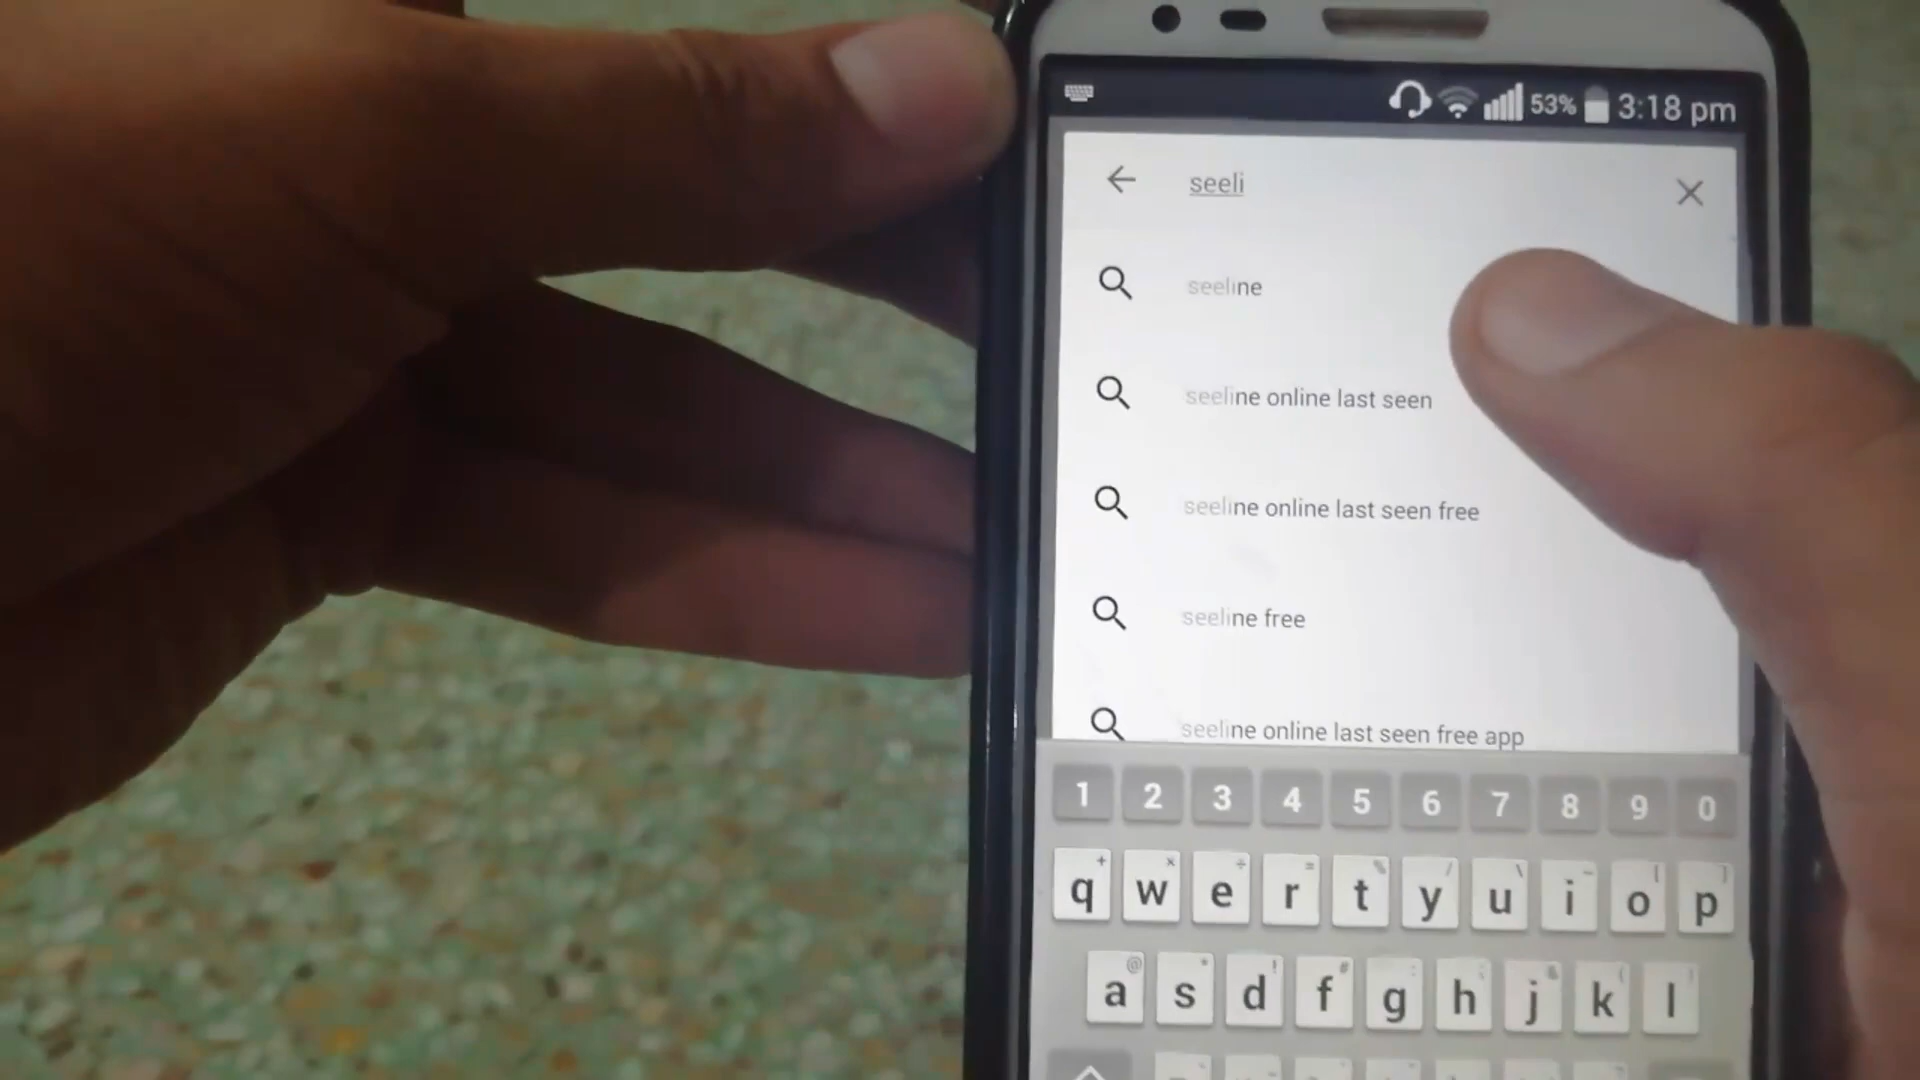 53% 3:18 pm
seeli
seeline
seeline online last seen
seeline online last seen free
seeline free
seeline online last seen free app
1 2 3 4 5 6 7 8 9 0
q w e r t y u i o p
a s d f g h j k l